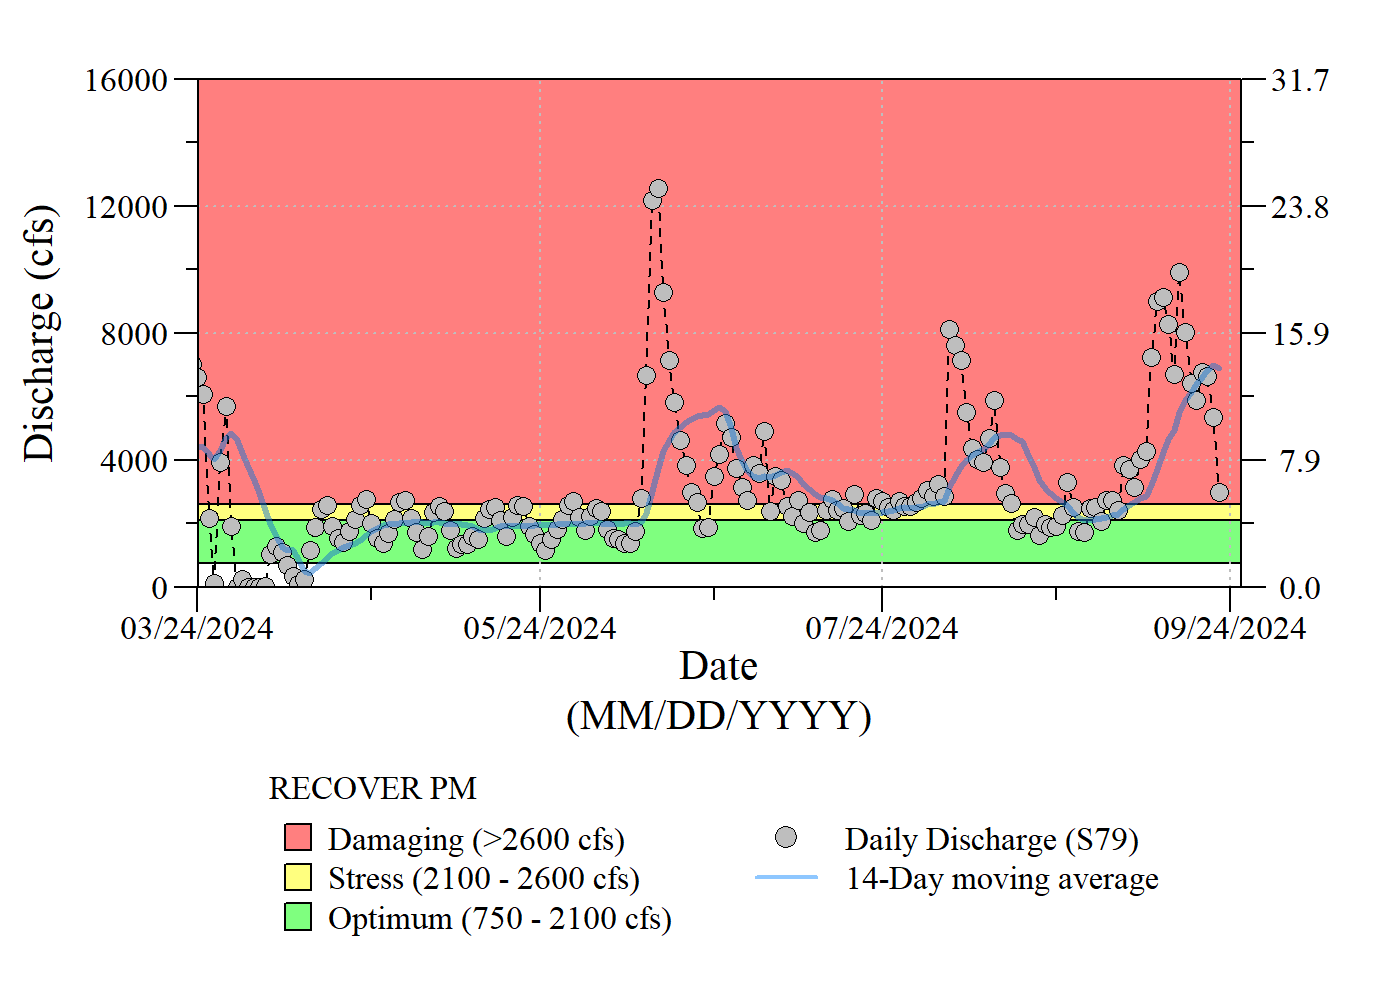 16000
12000
8000
4000
0
Discharge (cfs)
31.7
23.8
15.9
7.9
0.0
03/24/2024 05/24/2024 07/24/2024 09/24/2024
Date
(MM/DD/YYYY)
RECOVER PM
Damaging (>2600 cfs)
Stress (2100 - 2600 cfs)
Optimum (750 - 2100 cfs)
Daily Discharge (S79)
14-Day moving average